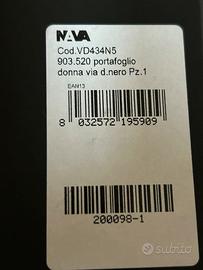 NAVA
Cod.VD434N5
903.520 portafoglio
donna via d.nero Pz.1
EAN13
8 032572 195909
200098-1
subito